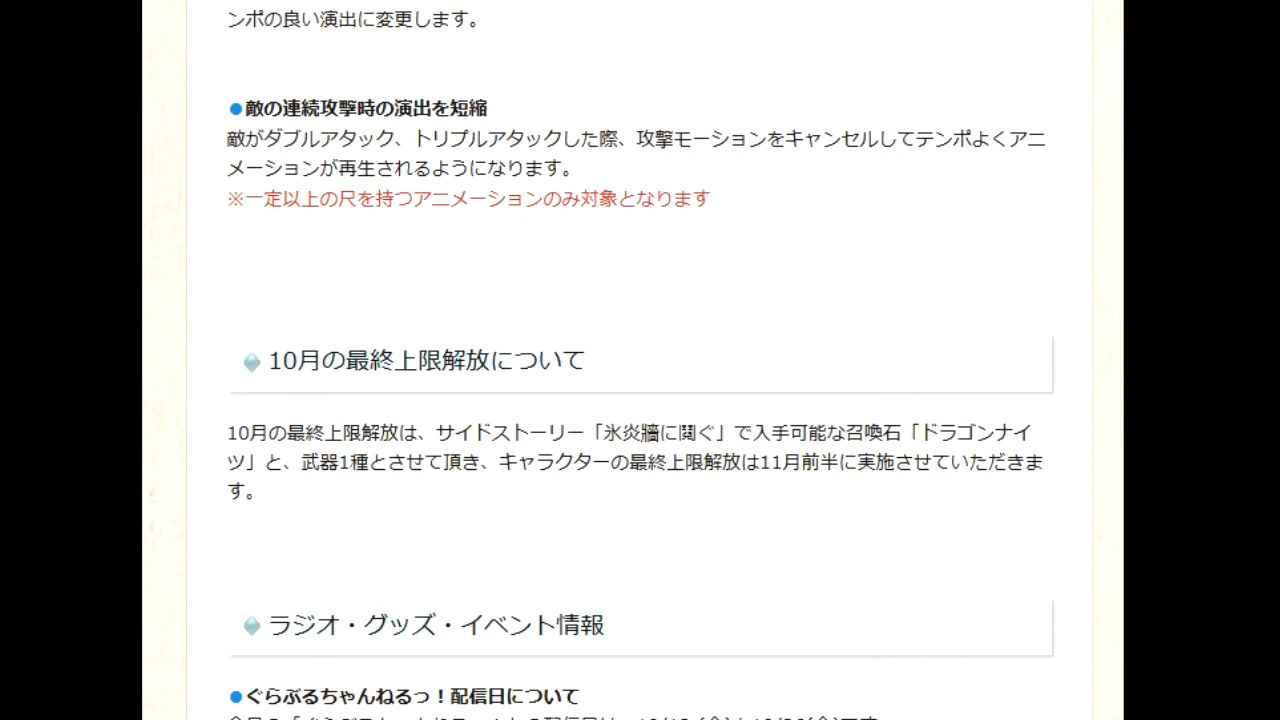 ンポの良い演出に変更します。
●敵の連続攻撃時の演出を短縮
敵がダブルアタック、トリプルアタックした際、攻撃モーションをキャンセルしてテンポよくアニ
メーションが再生されるようになります。
※一定以上の尺を持つアニメーションのみ対象となります
10月の最終上限解放について
10月の最終上限解放は、サイドストーリー「氷炎牆に鬩ぐ」で入手可能な召喚石「ドラゴンナイ
ツ」と、武器1種とさせて頂き、キャラクターの最終上限解放は11月前半に実施させていただきま
す。
ラジオ・グッズ・イベント情報
●ぐらぶるちゃんねるっ！配信日について